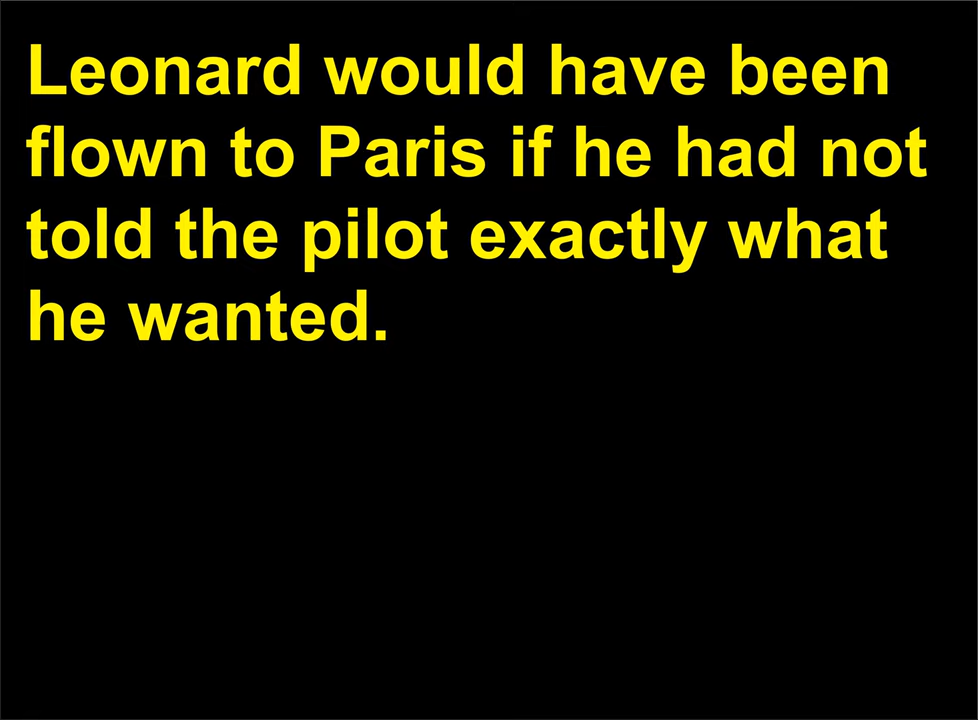 Leonard would have been
flown to Paris if he had not
told the pilot exactly what
he wanted.